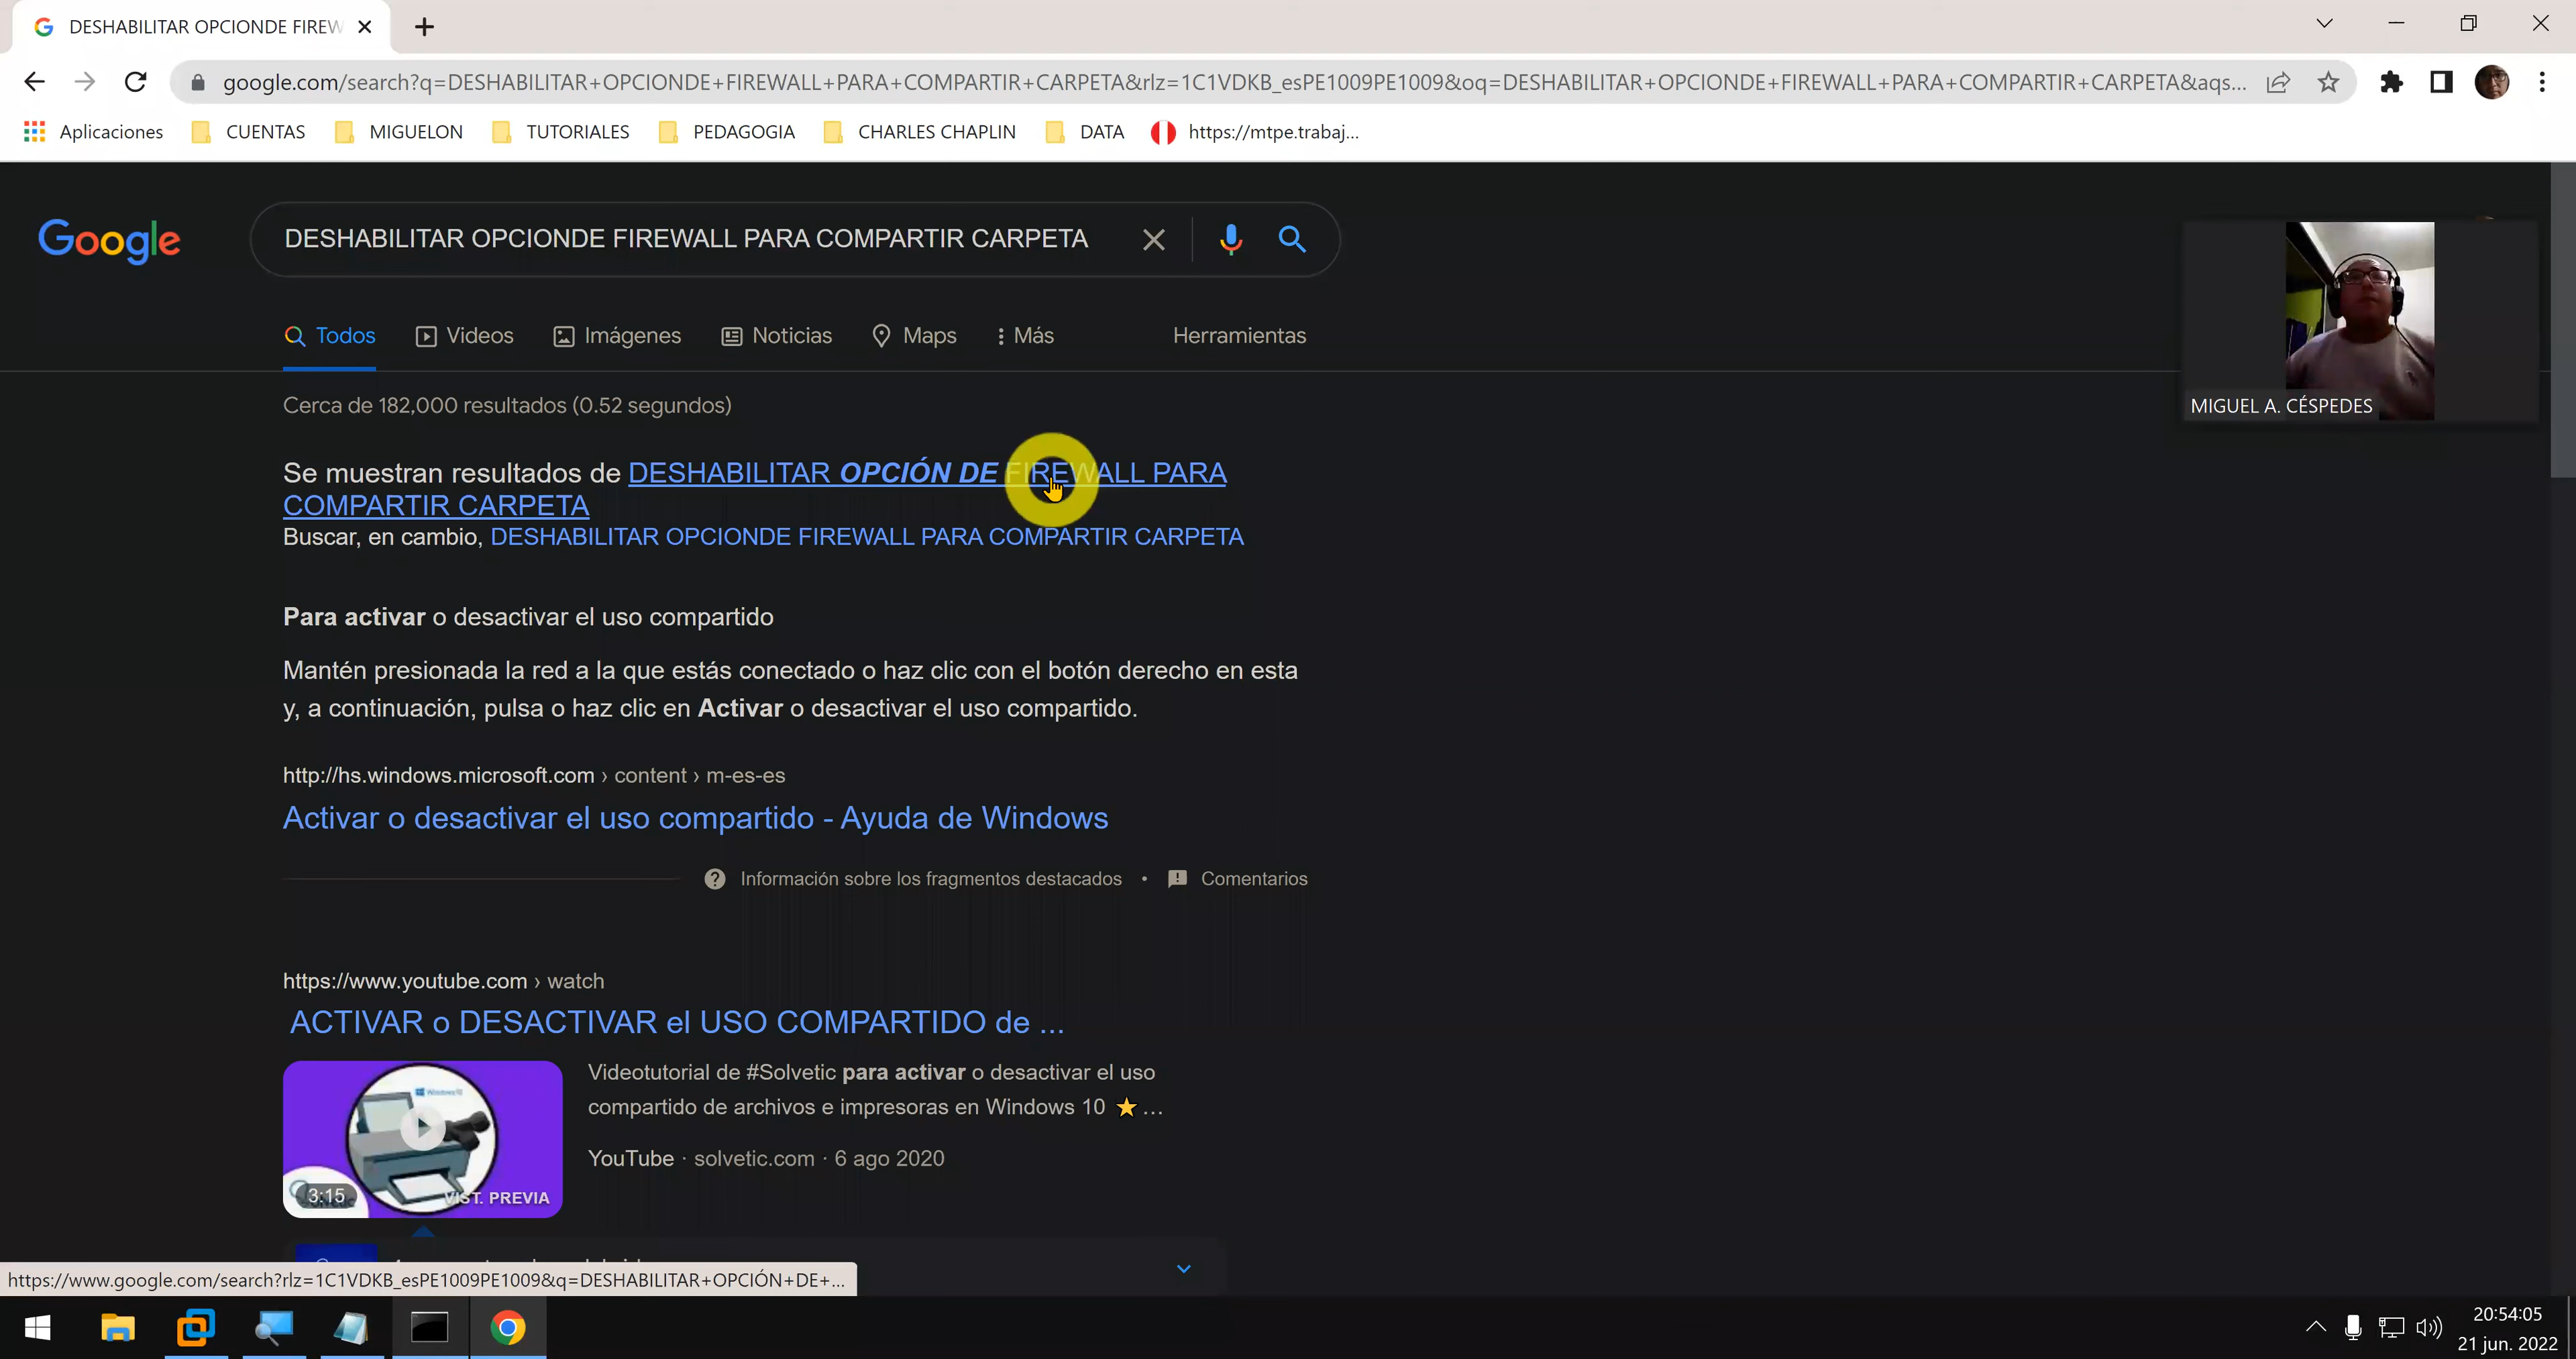 DESHABILITAR OPCIONDE FIREW
google.com/search?q=DESHABILITAR+OPCIONDE+FIREWALL+PARA+COMPARTIR+CARPETA&rlz=1C1VDKB_esPE1009PE1009&oq=DESHABILITAR+OPCIONDE+FIREWALL+PARA+COMPARTIR+CARPETA&aqs...
Aplicaciones CUENTAS MIGUELON TUTORIALES PEDAGOGIA CHARLES CHAPLIN DATA https://mtpe.trabaj...
Google DESHABILITAR OPCIONDE FIREWALL PARA COMPARTIR CARPETA
Todos Videos Imágenes Noticias Maps Más Herramientas
MIGUEL A. CÉSPEDES
Cerca de 182,000 resultados (0.52 segundos)
Se muestran resultados de DESHABILITAR OPCIÓN DE FIREWALL PARA
COMPARTIR CARPETA
Buscar, en cambio, DESHABILITAR OPCIONDE FIREWALL PARA COMPARTIR CARPETA
Para activar o desactivar el uso compartido
Mantén presionada la red a la que estás conectado o haz clic con el botón derecho en esta
y, a continuación, pulsa o haz clic en Activar o desactivar el uso compartido.
http://hs.windows.microsoft.com › content › m-es-es
Activar o desactivar el uso compartido - Ayuda de Windows
Información sobre los fragmentos destacados • Comentarios
https://www.youtube.com › watch
ACTIVAR o DESACTIVAR el USO COMPARTIDO de ...
Videotutorial de #Solvetic para activar o desactivar el uso
compartido de archivos e impresoras en Windows 10 ⭐ ...
YouTube · solvetic.com · 6 ago 2020
3:15
VIST. PREVIA
https://www.google.com/search?rlz=1C1VDKB_esPE1009PE1009&q=DESHABILITAR+OPCIÓN+DE+...
20:54:05
21 jun. 2022